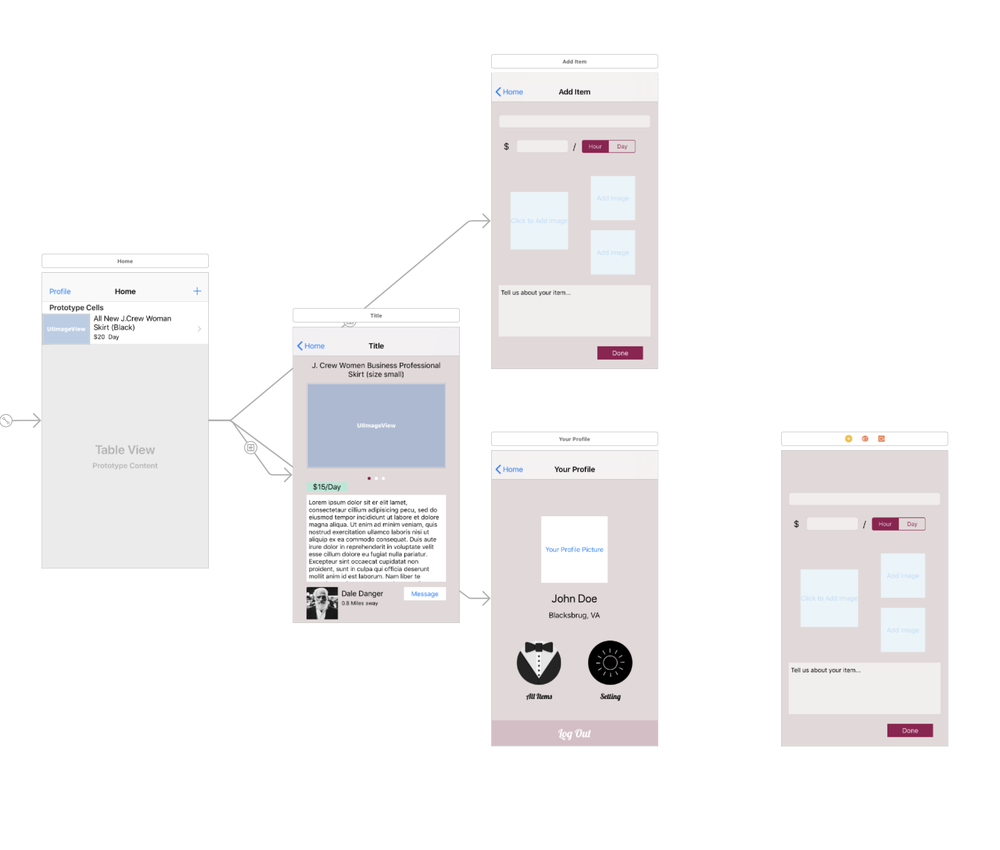 Add Item
Home
Add Item
$
/
Hour
Day
Click to Add Image
Add Image
Add Image
Tell us about your item...
Done
Home
Profile
Home
+
Prototype Cells
UIImageView
All New J.Crew Woman
Skirt (Black)
$20 Day
Table View
Prototype Content
Title
Home
Title
J. Crew Women Business Professional
Skirt (size small)
UIImageView
$15/Day
Lorem ipsum dolor sit er elit lamet,
consectetaur cillium adipisicing pecu, sed do
eiusmod tempor incididunt ut labore et dolore
magna aliqua. Ut enim ad minim veniam, quis
nostrud exercitation ullamco laboris nisi ut
aliquip ex ea commodo consequat. Duis aute
irure dolor in reprehenderit in voluptate velit
esse cillum dolore eu fugiat nulla pariatur.
Excepteur sint occaecat cupidatat non
proident, sunt in culpa qui officia deserunt
mollit anim id est laborum. Nam liber te
Dale Danger
0.8 Miles away
Message
Your Profile
Home
Your Profile
Your Profile Picture
John Doe
Blacksbrug, VA
All Items
Setting
Log Out
$
/
Hour
Day
Click to Add Image
Add Image
Add Image
Tell us about your item...
Done